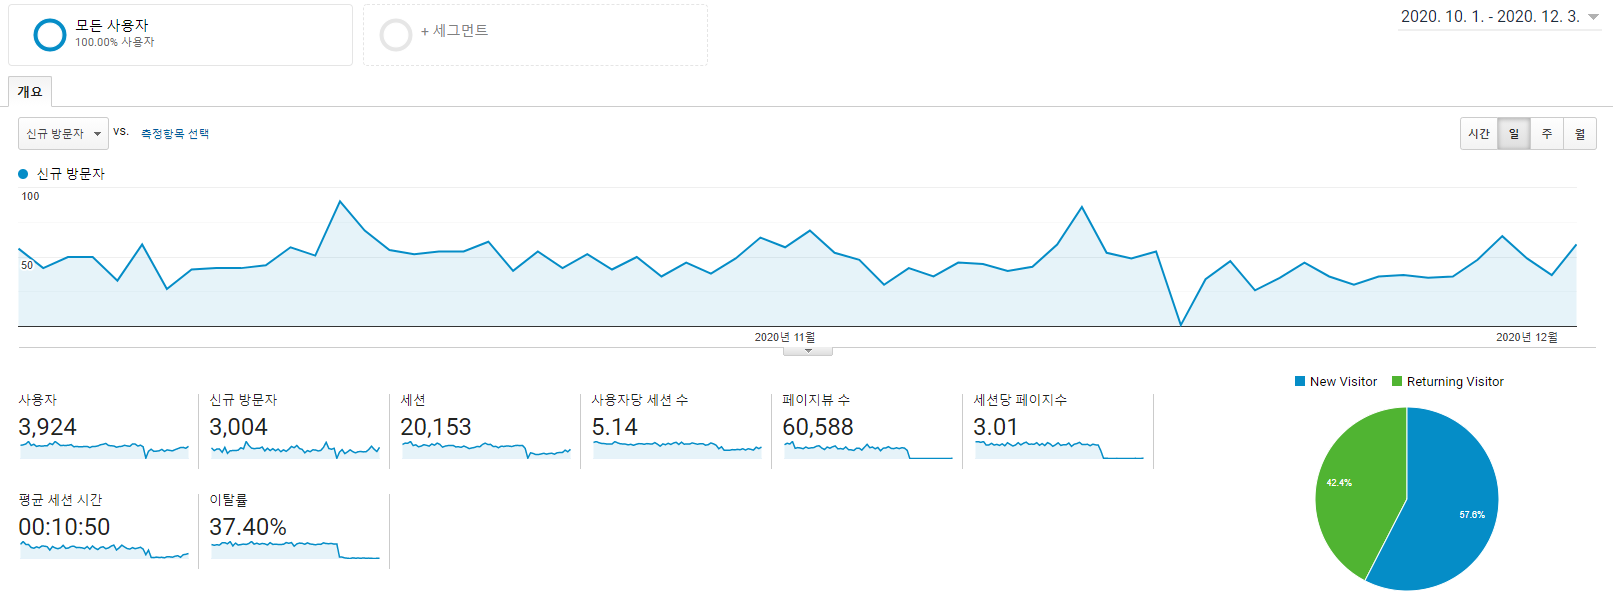 모든 사용자
100.00% 사용자
+ 세그먼트
2020. 10. 1. - 2020. 12. 3.
개요
신규 방문자 vs. 측정항목 선택
시간 일 주 월
신규 방문자
100
50
2020년 11월 2020년 12월
사용자 신규 방문자 세션 사용자당 세션 수 페이지뷰 수 세션당 페이지수
3,924 3,004 20,153 5.14 60,588 3.01
평균 세션 시간 이탈률
00:10:50 37.40%
New Visitor Returning Visitor
42.4%
57.6%